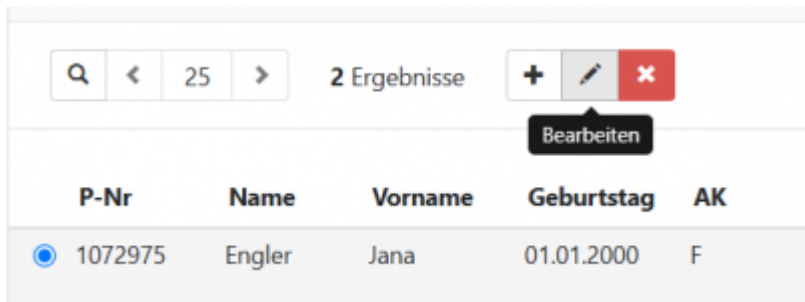 25 2 Ergebnisse
Bearbeiten
P-Nr Name Vorname Geburtstag AK
1072975 Engler Jana 01.01.2000 F